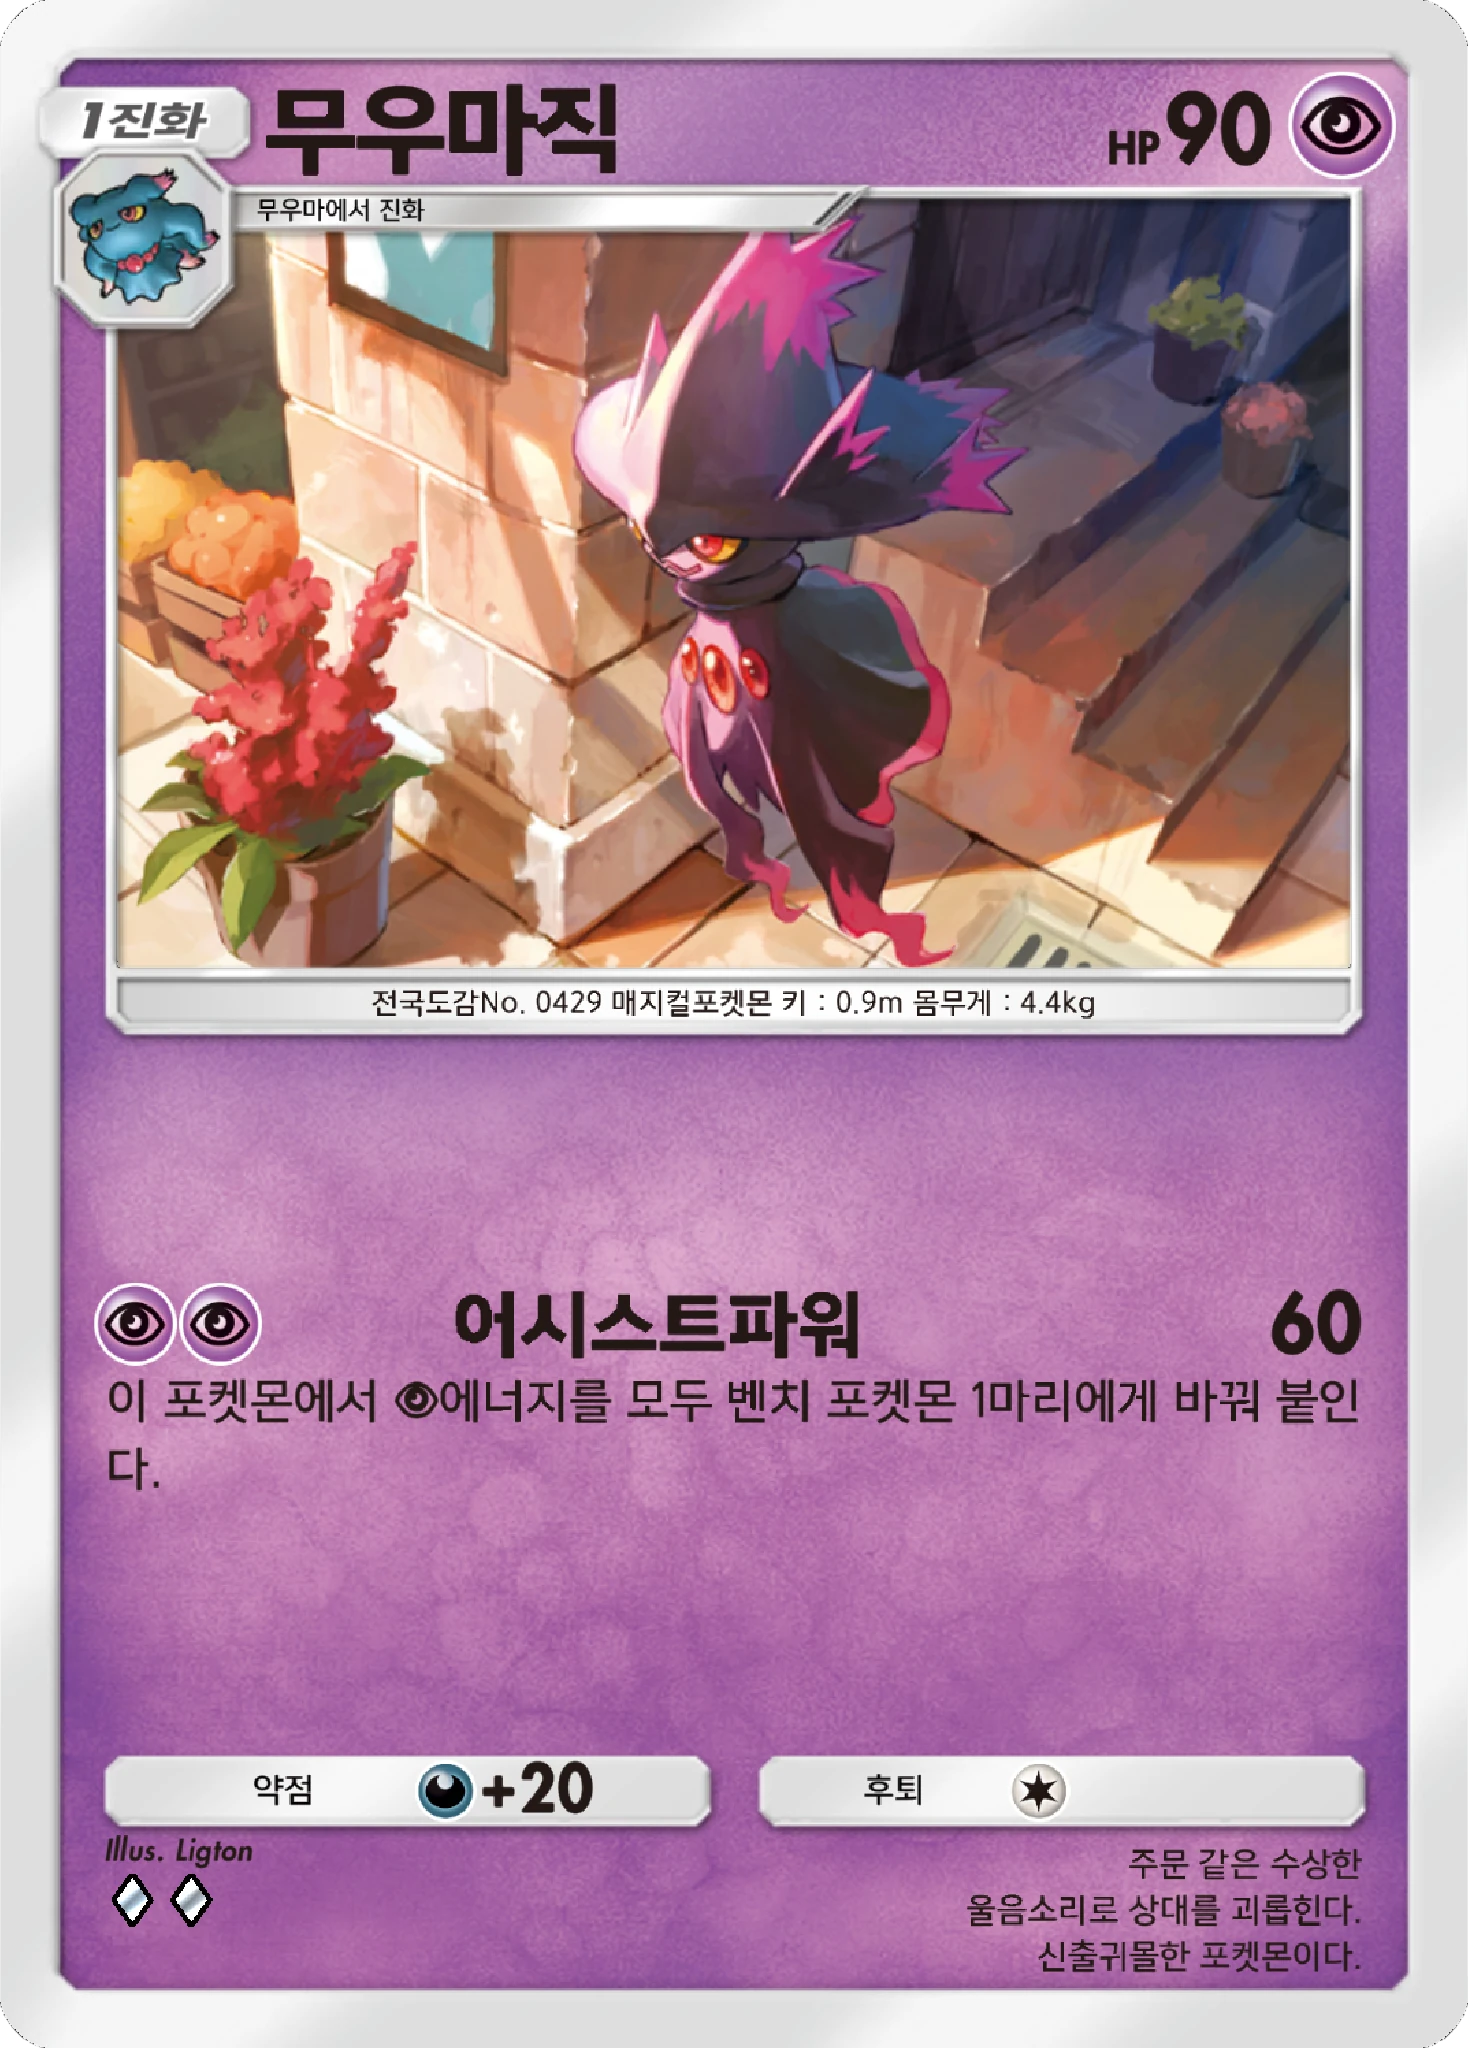 1진화
무우마직
HP 90
무우마에서 진화
전국도감No. 0429 매지컬포켓몬 키 : 0.9m 몸무게 : 4.4kg
어시스트파워 60
이 포켓몬에서 에너지를 모두 벤치 포켓몬 1마리에게 바꿔 붙인
다.
약점 +20
후퇴
Illus. Ligton
주문 같은 수상한
울음소리로 상대를 괴롭힌다.
신출귀몰한 포켓몬이다.